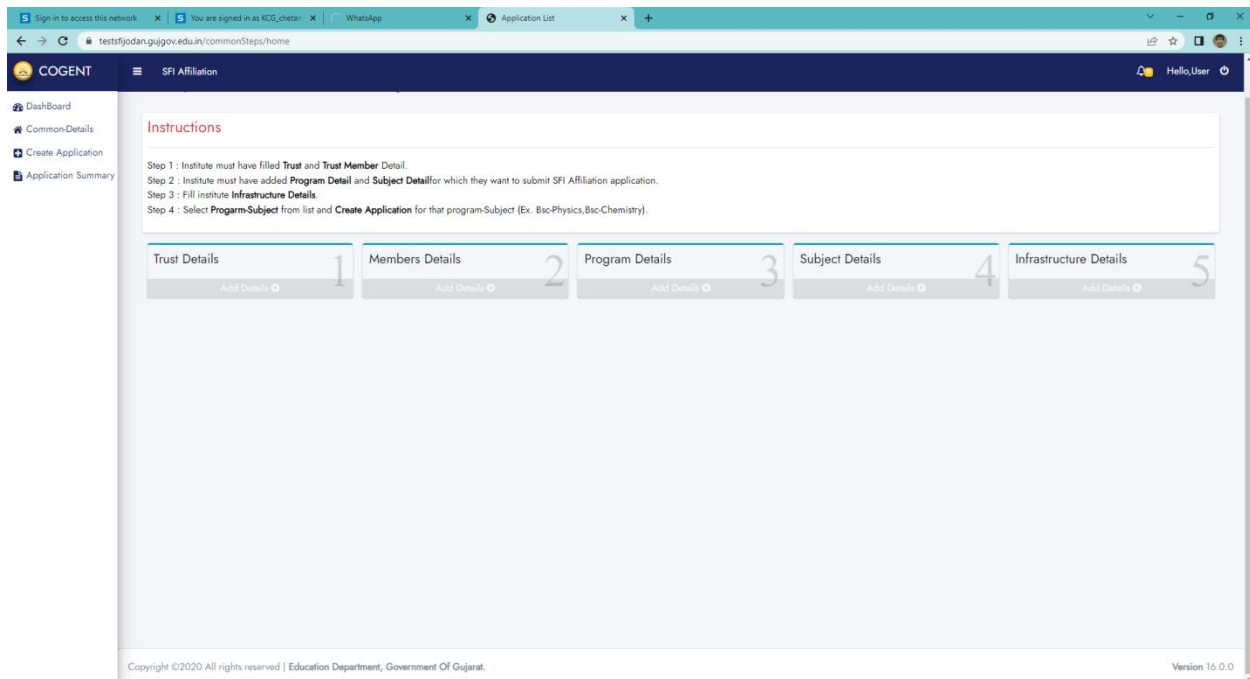 Sign in to access this network
You are signed in as KCG_chetan
WhatsApp
Application List
testsfijodan.gujgov.edu.in/commonSteps/home
COGENT
SFI Affiliation
Hello,User
DashBoard
Common-Details
Create Application
Application Summary
Instructions
Step 1 : Institute must have filled Trust and Trust Member Detail.
Step 2 : Institute must have added Program Detail and Subject Detailfor which they want to submit SFI Affiliation application.
Step 3 : Fill institute Infrastructure Details.
Step 4 : Select Progarm-Subject from list and Create Application for that program-Subject (Ex. Bsc-Physics,Bsc-Chemistry).
Trust Details 1
Add Details
Members Details 2
Add Details
Program Details 3
Add Details
Subject Details 4
Add Details
Infrastructure Details 5
Add Details
Copyright ©2020 All rights reserved | Education Department, Government Of Gujarat.
Version 16.0.0